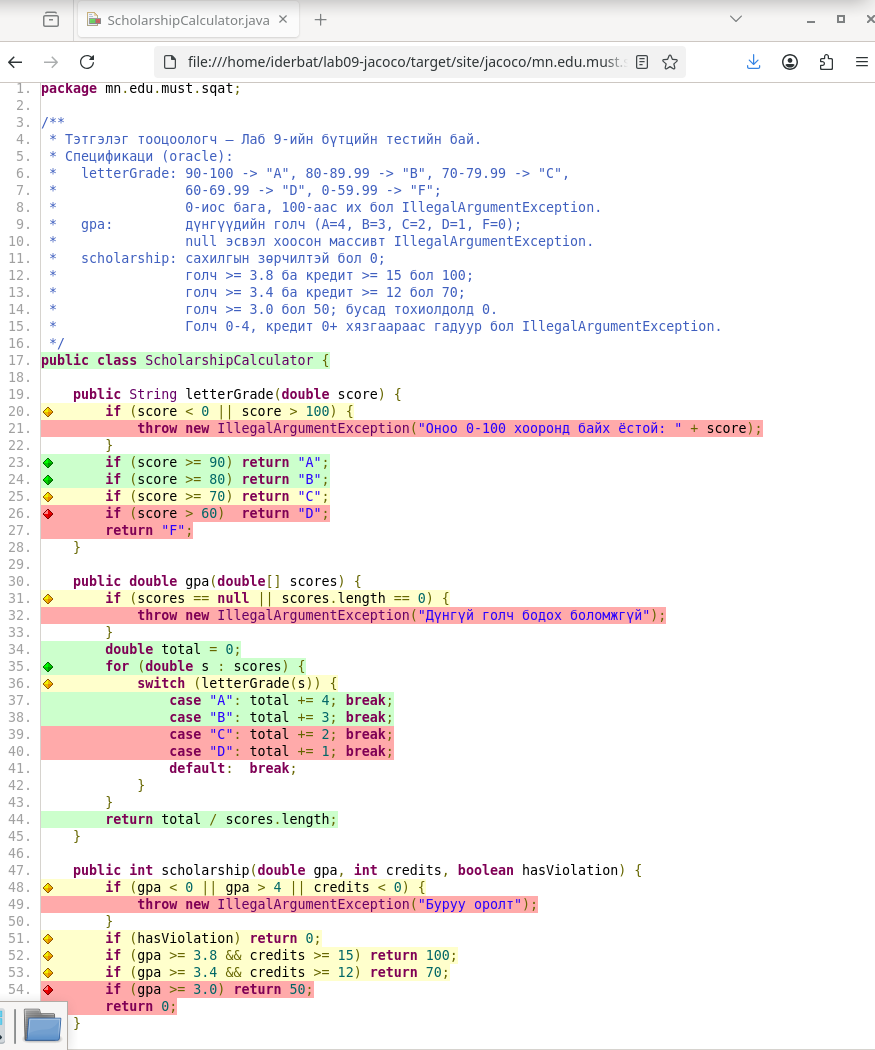 ScholarshipCalculator.java
file:///home/iderbat/lab09-jacoco/target/site/jacoco/mn.edu.must.s
1. package mn.edu.must.sqat;
2.
3. /**
4.  * Тэтгэлэг тооцоологч — Лаб 9-ийн бүтцийн тестийн бай.
5.  * Спецификаци (oracle):
6.  *   letterGrade: 90-100 -> "A", 80-89.99 -> "B", 70-79.99 -> "C",
7.  *                60-69.99 -> "D", 0-59.99 -> "F";
8.  *                0-иос бага, 100-аас их бол IllegalArgumentException.
9.  *   gpa:         дүнгүүдийн голч (A=4, B=3, C=2, D=1, F=0);
10.  *                null эсвэл хоосон массивт IllegalArgumentException.
11.  *   scholarship: сахилгын зөрчилтэй бол 0;
12.  *                голч >= 3.8 ба кредит >= 15 бол 100;
13.  *                голч >= 3.4 ба кредит >= 12 бол 70;
14.  *                голч >= 3.0 бол 50; бусад тохиолдолд 0.
15.  *                Голч 0-4, кредит 0+ хязгаараас гадуур бол IllegalArgumentException.
16.  */
17. public class ScholarshipCalculator {
18.
19.     public String letterGrade(double score) {
20.         if (score < 0 || score > 100) {
21.             throw new IllegalArgumentException("Оноо 0-100 хооронд байх ёстой: " + score);
22.         }
23.         if (score >= 90) return "A";
24.         if (score >= 80) return "B";
25.         if (score >= 70) return "C";
26.         if (score > 60)  return "D";
27.         return "F";
28.     }
29.
30.     public double gpa(double[] scores) {
31.         if (scores == null || scores.length == 0) {
32.             throw new IllegalArgumentException("Дүнгүй голч бодох боломжгүй");
33.         }
34.         double total = 0;
35.         for (double s : scores) {
36.             switch (letterGrade(s)) {
37.                 case "A": total += 4; break;
38.                 case "B": total += 3; break;
39.                 case "C": total += 2; break;
40.                 case "D": total += 1; break;
41.                 default:  break;
42.             }
43.         }
44.         return total / scores.length;
45.     }
46.
47.     public int scholarship(double gpa, int credits, boolean hasViolation) {
48.         if (gpa < 0 || gpa > 4 || credits < 0) {
49.             throw new IllegalArgumentException("Буруу оролт");
50.         }
51.         if (hasViolation) return 0;
52.         if (gpa >= 3.8 && credits >= 15) return 100;
53.         if (gpa >= 3.4 && credits >= 12) return 70;
54.         if (gpa >= 3.0) return 50;
return 0;
}